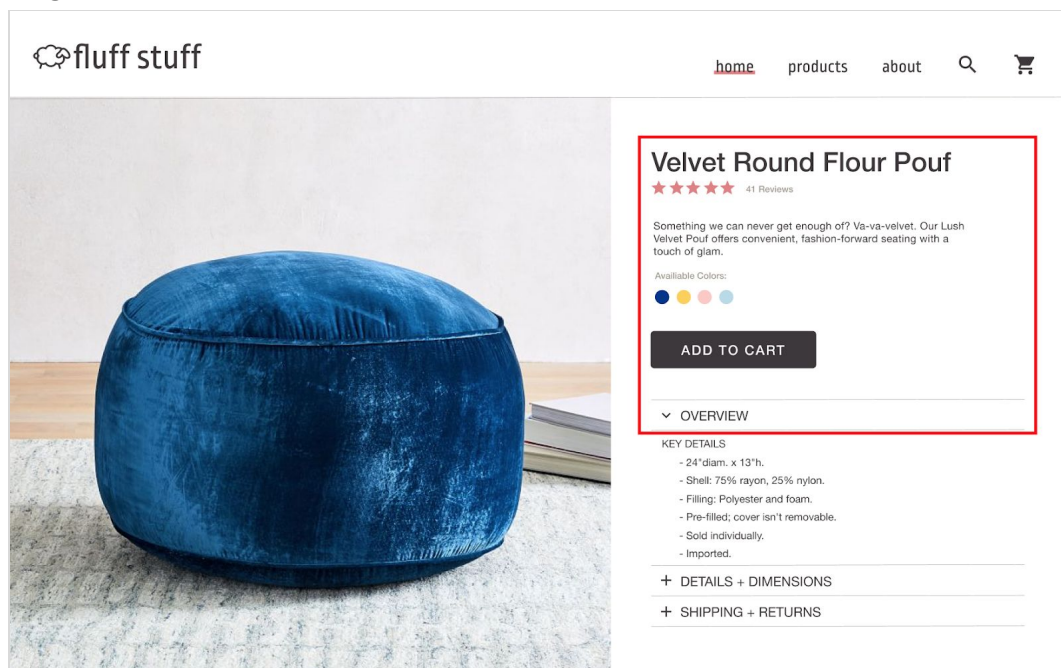 fluff stuff
home products about
Velvet Round Flour Pouf
41 Reviews
Something we can never get enough of? Va-va-velvet. Our Lush
Velvet Pouf offers convenient, fashion-forward seating with a
touch of glam.
Availiable Colors:
ADD TO CART
OVERVIEW
KEY DETAILS
- 24"diam. x 13"h.
- Shell: 75% rayon, 25% nylon.
- Filling: Polyester and foam.
- Pre-filled; cover isn't removable.
- Sold individually.
- Imported.
+ DETAILS + DIMENSIONS
+ SHIPPING + RETURNS